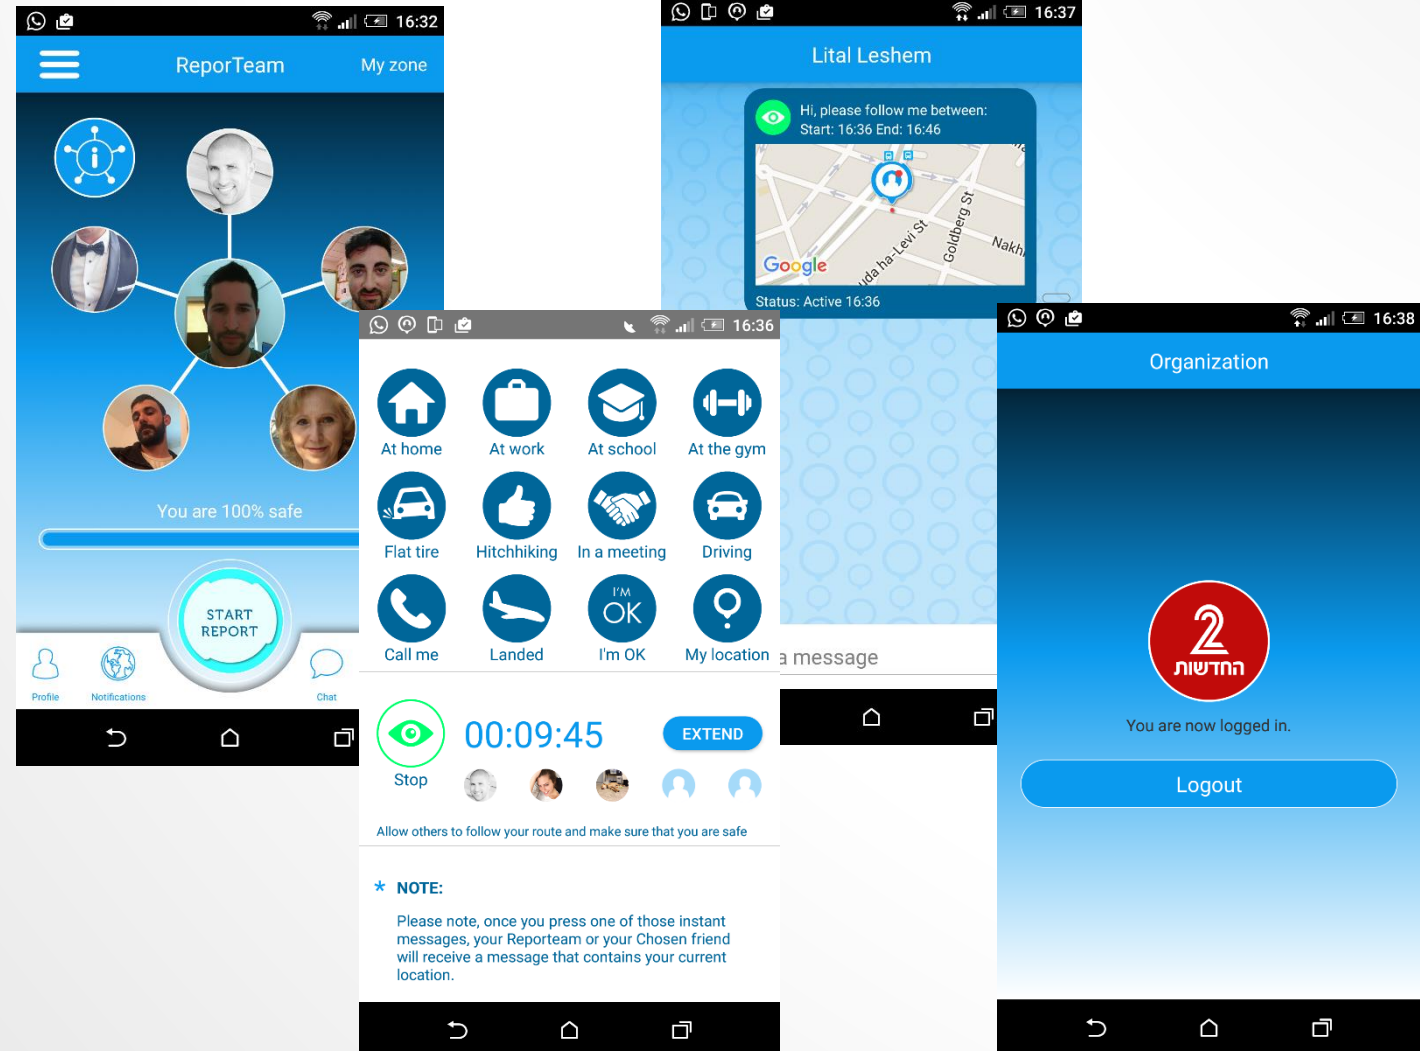 16:32
ReporTeam
My zone
You are 100% safe
START
REPORT
Profile
Notifications
Chat
16:37
Lital Leshem
Hi, please follow me between:
Start: 16:36 End: 16:46
uda ha-Levi St
Goldberg St
Nakh
Google
Status: Active 16:36
a message
16:36
At home
At work
At school
At the gym
Flat tire
Hitchhiking
In a meeting
Driving
I'M
OK
Call me
Landed
I'm OK
My location
00:09:45
EXTEND
Stop
Allow others to follow your route and make sure that you are safe
* NOTE:
Please note, once you press one of those instant
messages, your Reporteam or your Chosen friend
will receive a message that contains your current
location.
16:38
Organization
2
החדשות
You are now logged in.
Logout